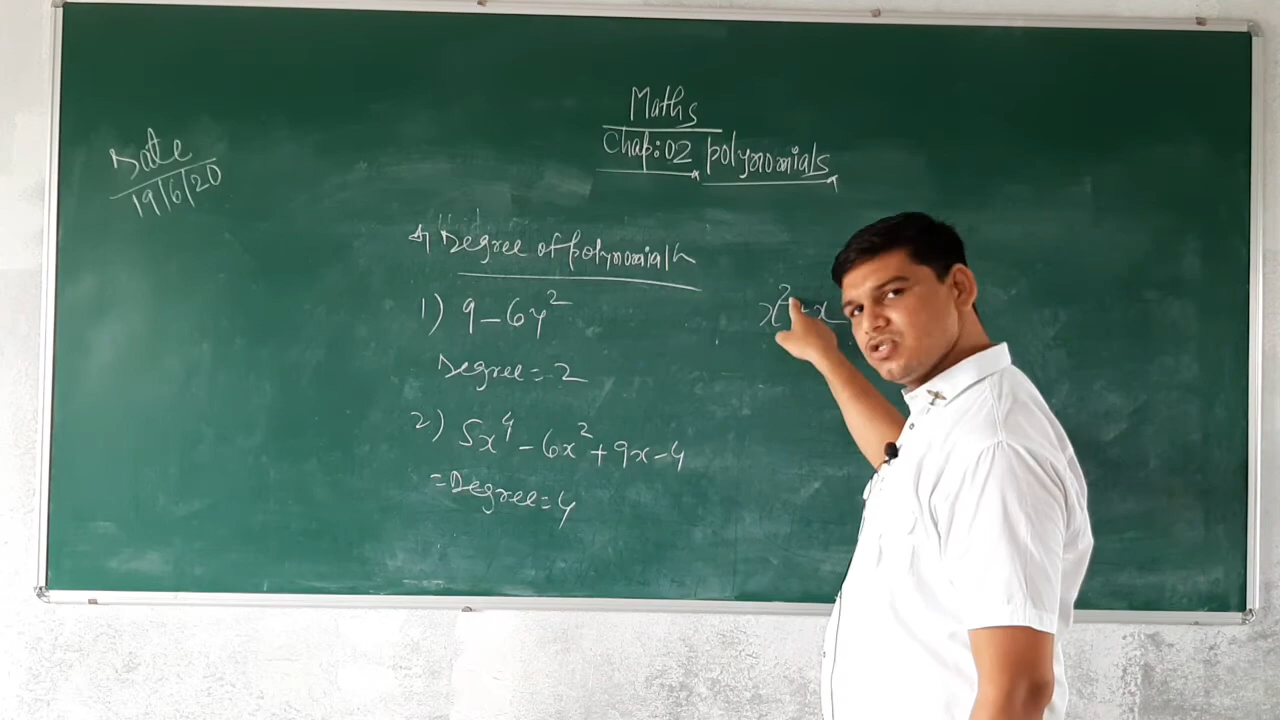 Maths
Chap:02 polynomials
Date
19/6/20
Degree of polynomial
1) 9-6y²
Degree=2
2) 5x⁴-6x²+9x-4
=Degree=4
x²
x